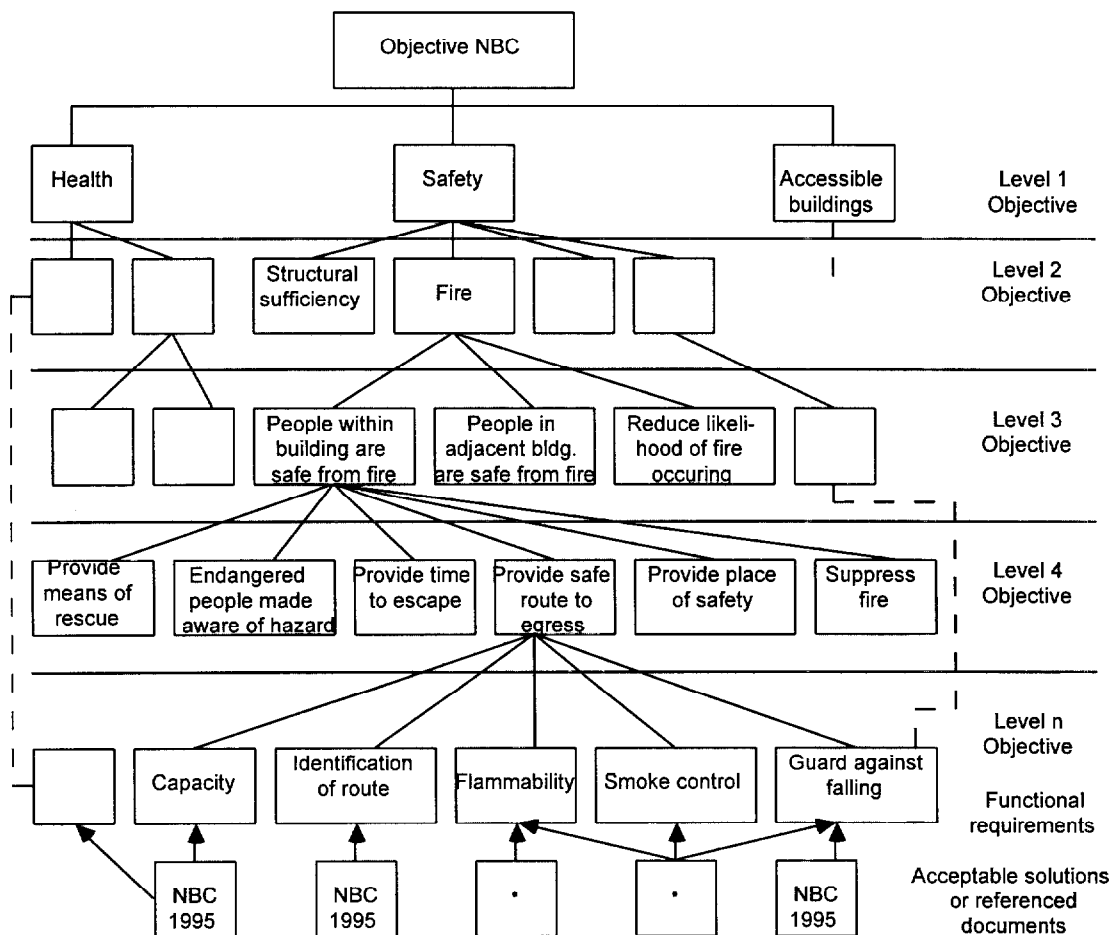 Objective NBC
Health
Safety
Accessible
buildings
Level 1
Objective
Structural
sufficiency
Fire
Level 2
Objective
People within
building are
safe from fire
People in
adjacent bldg.
are safe from fire
Reduce likeli-
hood of fire
occuring
Level 3
Objective
Provide
means of
rescue
Endangered
people made
aware of hazard
Provide time
to escape
Provide safe
route to
egress
Provide place
of safety
Suppress
fire
Level 4
Objective
Level n
Objective
Capacity
Identification
of route
Flammability
Smoke control
Guard against
falling
Functional
requirements
NBC
1995
NBC
1995
*
*
NBC
1995
Acceptable solutions
or referenced
documents